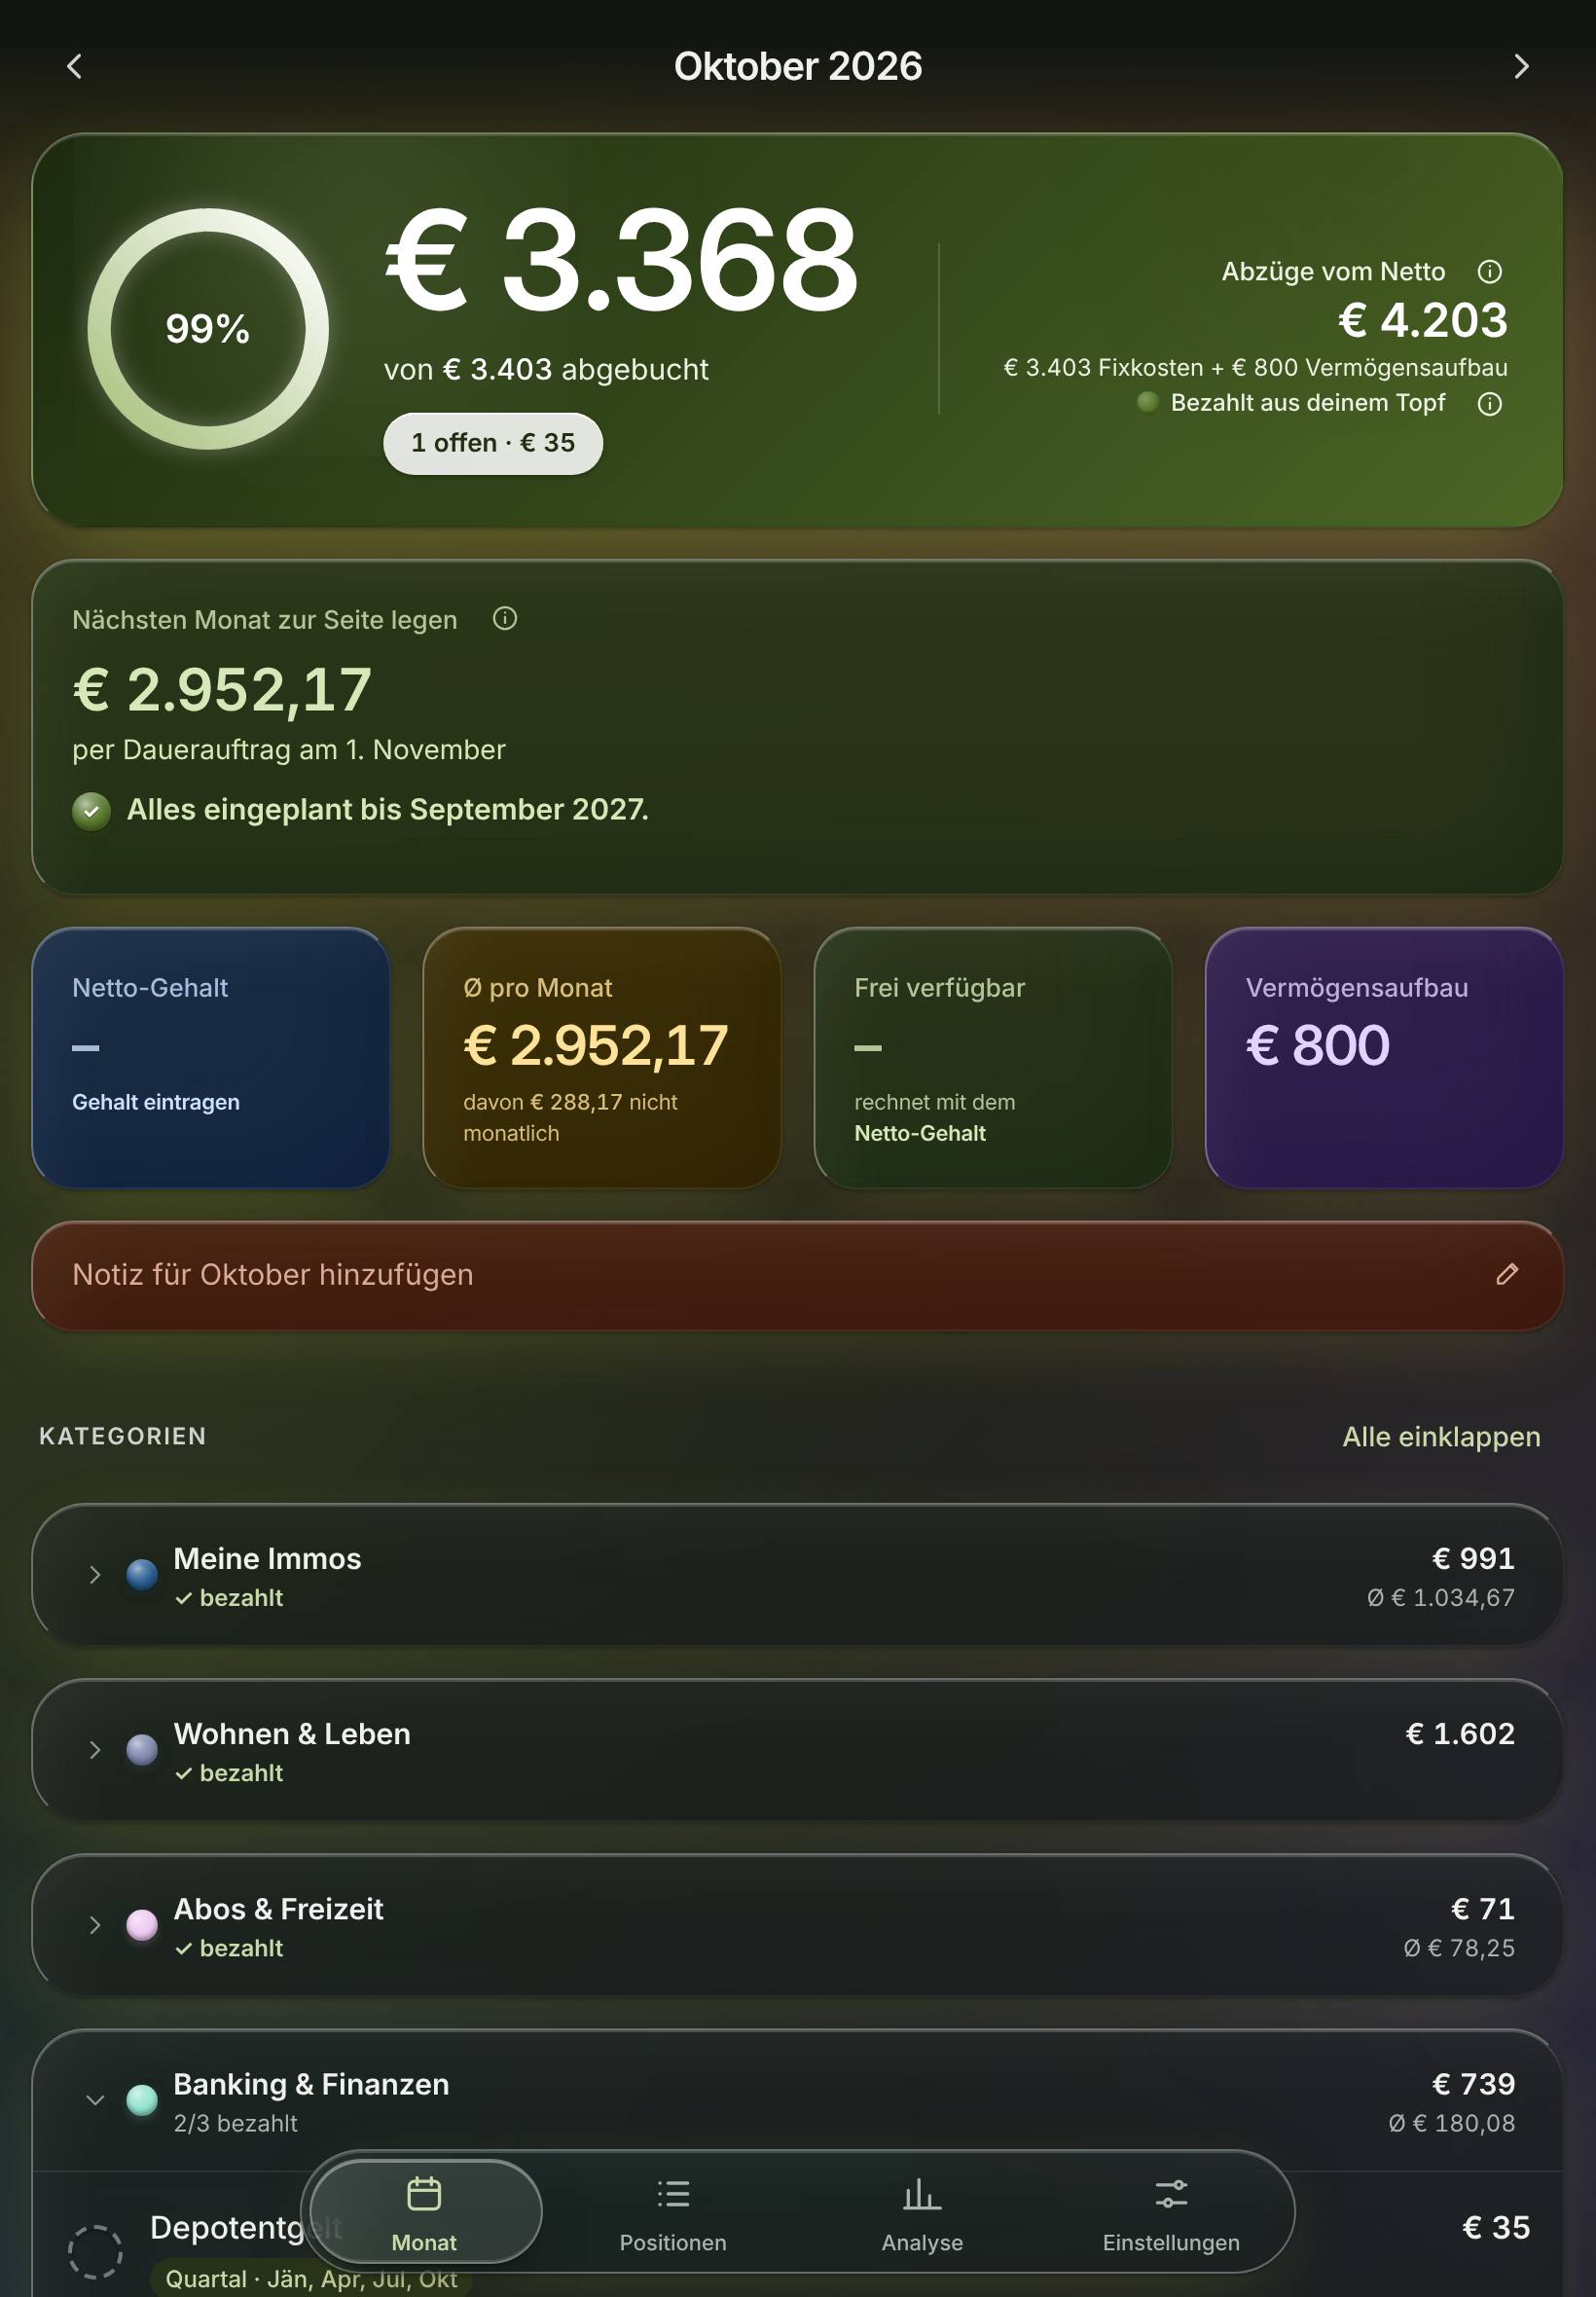 Oktober 2026
99%
€ 3.368
von € 3.403 abgebucht
1 offen · € 35
Abzüge vom Netto
€ 4.203
€ 3.403 Fixkosten + € 800 Vermögensaufbau
Bezahlt aus deinem Topf
Nächsten Monat zur Seite legen
€ 2.952,17
per Dauerauftrag am 1. November
Alles eingeplant bis September 2027.
Netto-Gehalt
–
Gehalt eintragen
Ø pro Monat
€ 2.952,17
davon € 288,17 nicht
monatlich
Frei verfügbar
–
rechnet mit dem
Netto-Gehalt
Vermögensaufbau
€ 800
Notiz für Oktober hinzufügen
KATEGORIEN
Alle einklappen
Meine Immos
✓ bezahlt
€ 991
Ø € 1.034,67
Wohnen & Leben
✓ bezahlt
€ 1.602
Abos & Freizeit
✓ bezahlt
€ 71
Ø € 78,25
Banking & Finanzen
2/3 bezahlt
€ 739
Ø € 180,08
Depotentgelt
€ 35
Quartal · Jän, Apr, Jul, Okt
Monat
Positionen
Analyse
Einstellungen